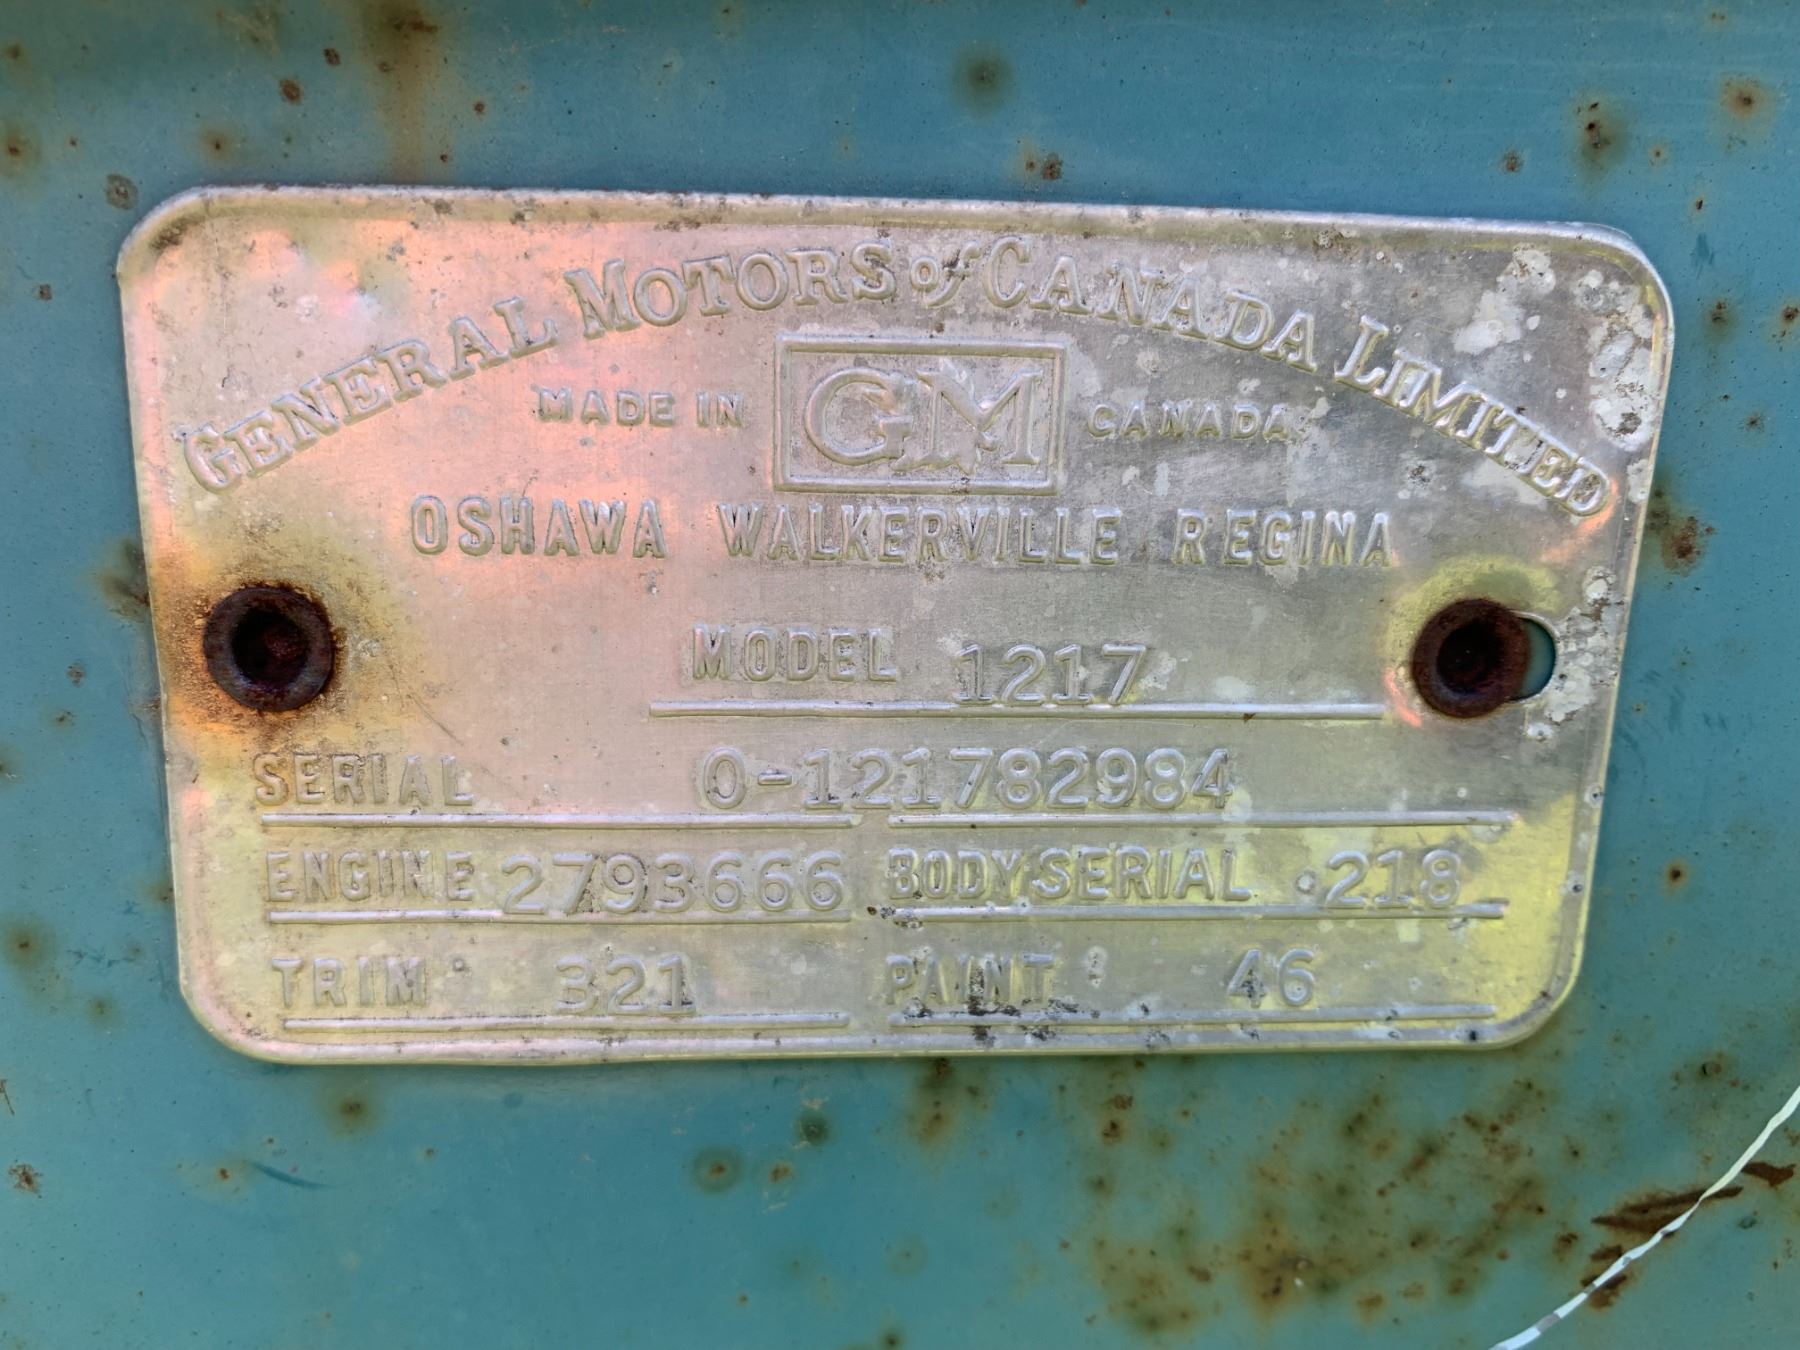 GENERAL MOTORS of CANADA LIMITED
MADE IN GM CANADA
OSHAWA WALKERVILLE REGINA
MODEL 1217
SERIAL 0-121782984
ENGINE 2793666 BODY SERIAL 218
TRIM 321 PAINT 46